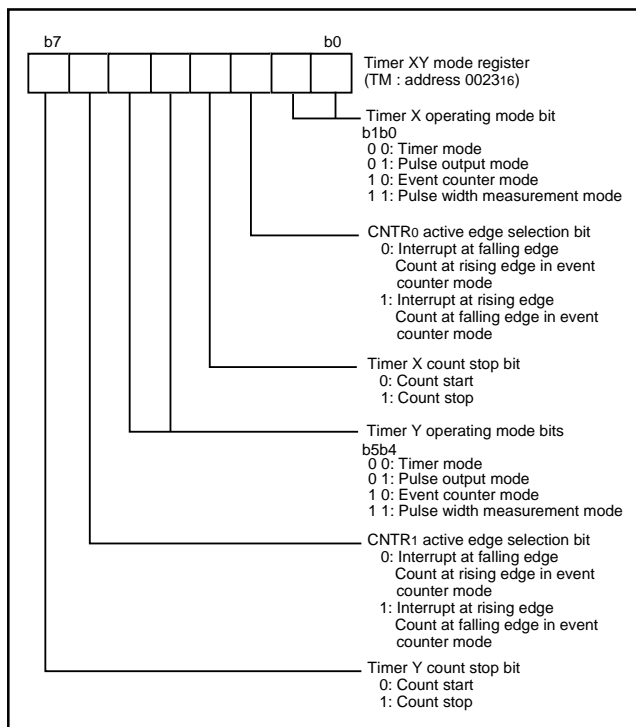 b7 b0
Timer XY mode register
(TM : address 002316)
Timer X operating mode bit
b1b0
0 0: Timer mode
0 1: Pulse output mode
1 0: Event counter mode
1 1: Pulse width measurement mode
CNTR0 active edge selection bit
0: Interrupt at falling edge
Count at rising edge in event
counter mode
1: Interrupt at rising edge
Count at falling edge in event
counter mode
Timer X count stop bit
0: Count start
1: Count stop
Timer Y operating mode bits
b5b4
0 0: Timer mode
0 1: Pulse output mode
1 0: Event counter mode
1 1: Pulse width measurement mode
CNTR1 active edge selection bit
0: Interrupt at falling edge
Count at rising edge in event
counter mode
1: Interrupt at rising edge
Count at falling edge in event
counter mode
Timer Y count stop bit
0: Count start
1: Count stop